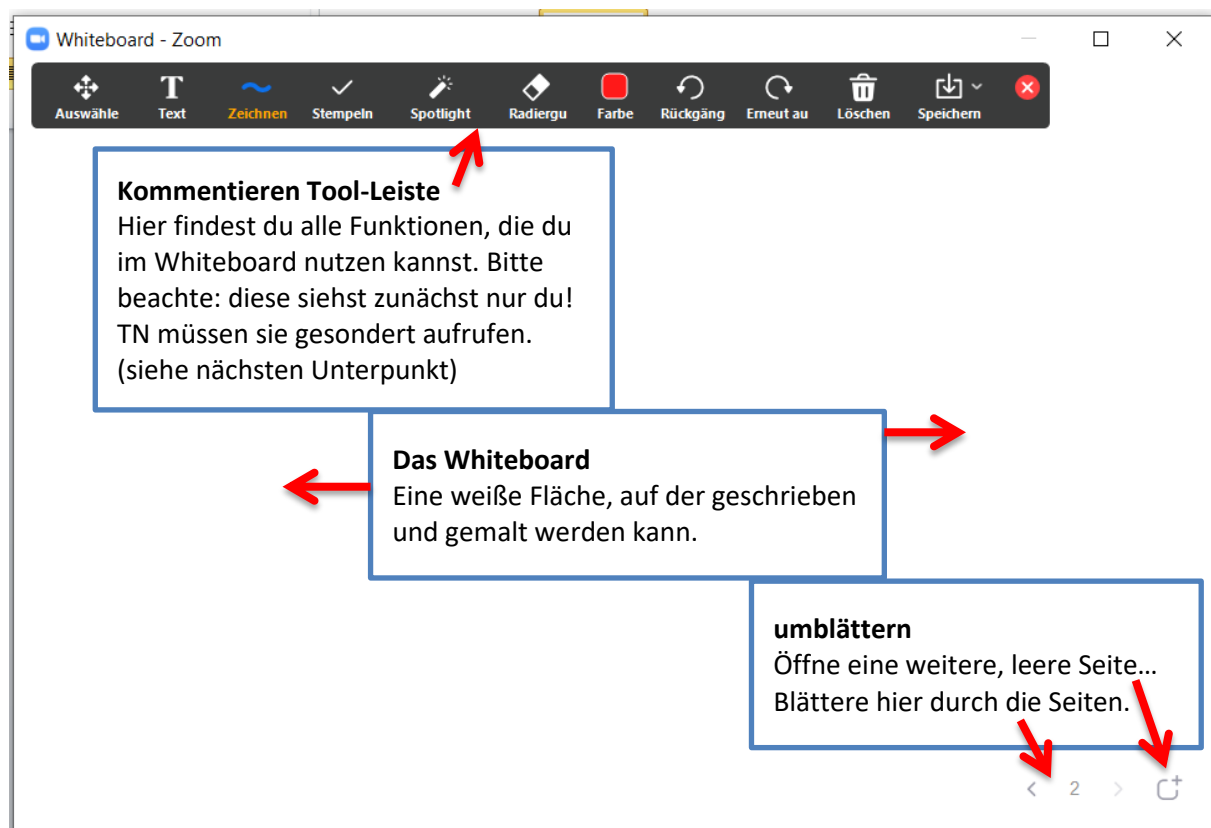 Whiteboard - Zoom
Auswähle Text Zeichnen Stempeln Spotlight Radiergu Farbe Rückgäng Erneut au Löschen Speichern
Kommentieren Tool-Leiste
Hier findest du alle Funktionen, die du
im Whiteboard nutzen kannst. Bitte
beachte: diese siehst zunächst nur du!
TN müssen sie gesondert aufrufen.
(siehe nächsten Unterpunkt)
Das Whiteboard
Eine weiße Fläche, auf der geschrieben
und gemalt werden kann.
umblättern
Öffne eine weitere, leere Seite…
Blättere hier durch die Seiten.
2